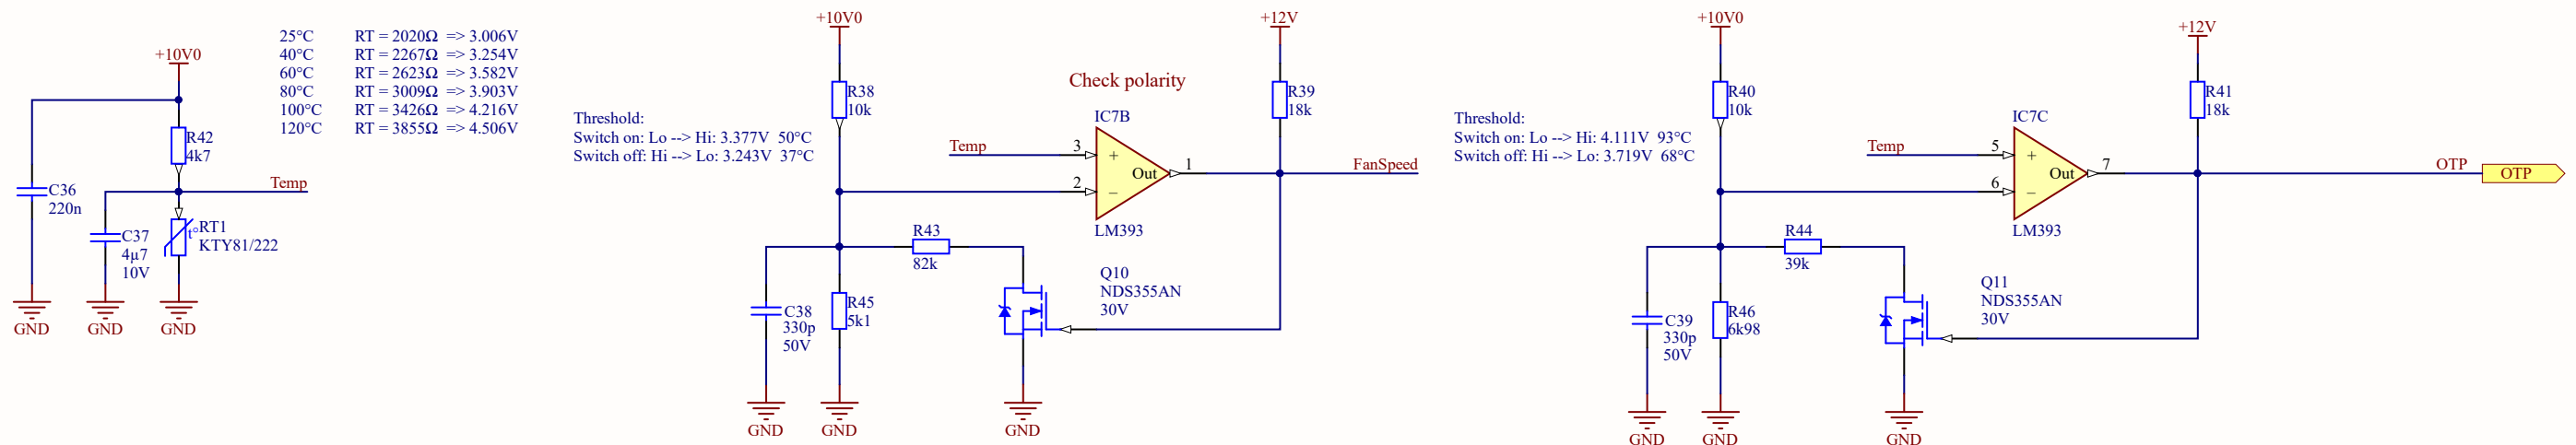 +10V0
25°C RT = 2020Ω => 3.006V
40°C RT = 2267Ω => 3.254V
60°C RT = 2623Ω => 3.582V
80°C RT = 3009Ω => 3.903V
100°C RT = 3426Ω => 4.216V
120°C RT = 3855Ω => 4.506V
R42
4k7
C36
220n
Temp
C37
4µ7
10V
t°
RT1
KTY81/222
GND
GND
GND
Threshold:
Switch on: Lo --> Hi: 3.377V 50°C
Switch off: Hi --> Lo: 3.243V 37°C
+10V0
R38
10k
Check polarity
+12V
R39
18k
IC7B
Temp
3
+
2
−
Out
1
LM393
FanSpeed
R43
82k
C38
330p
50V
R45
5k1
Q10
NDS355AN
30V
GND
GND
GND
Threshold:
Switch on: Lo --> Hi: 4.111V 93°C
Switch off: Hi --> Lo: 3.719V 68°C
+10V0
R40
10k
+12V
R41
18k
IC7C
Temp
5
+
6
−
Out
7
LM393
OTP
OTP
R44
39k
C39
330p
50V
R46
6k98
Q11
NDS355AN
30V
GND
GND
GND